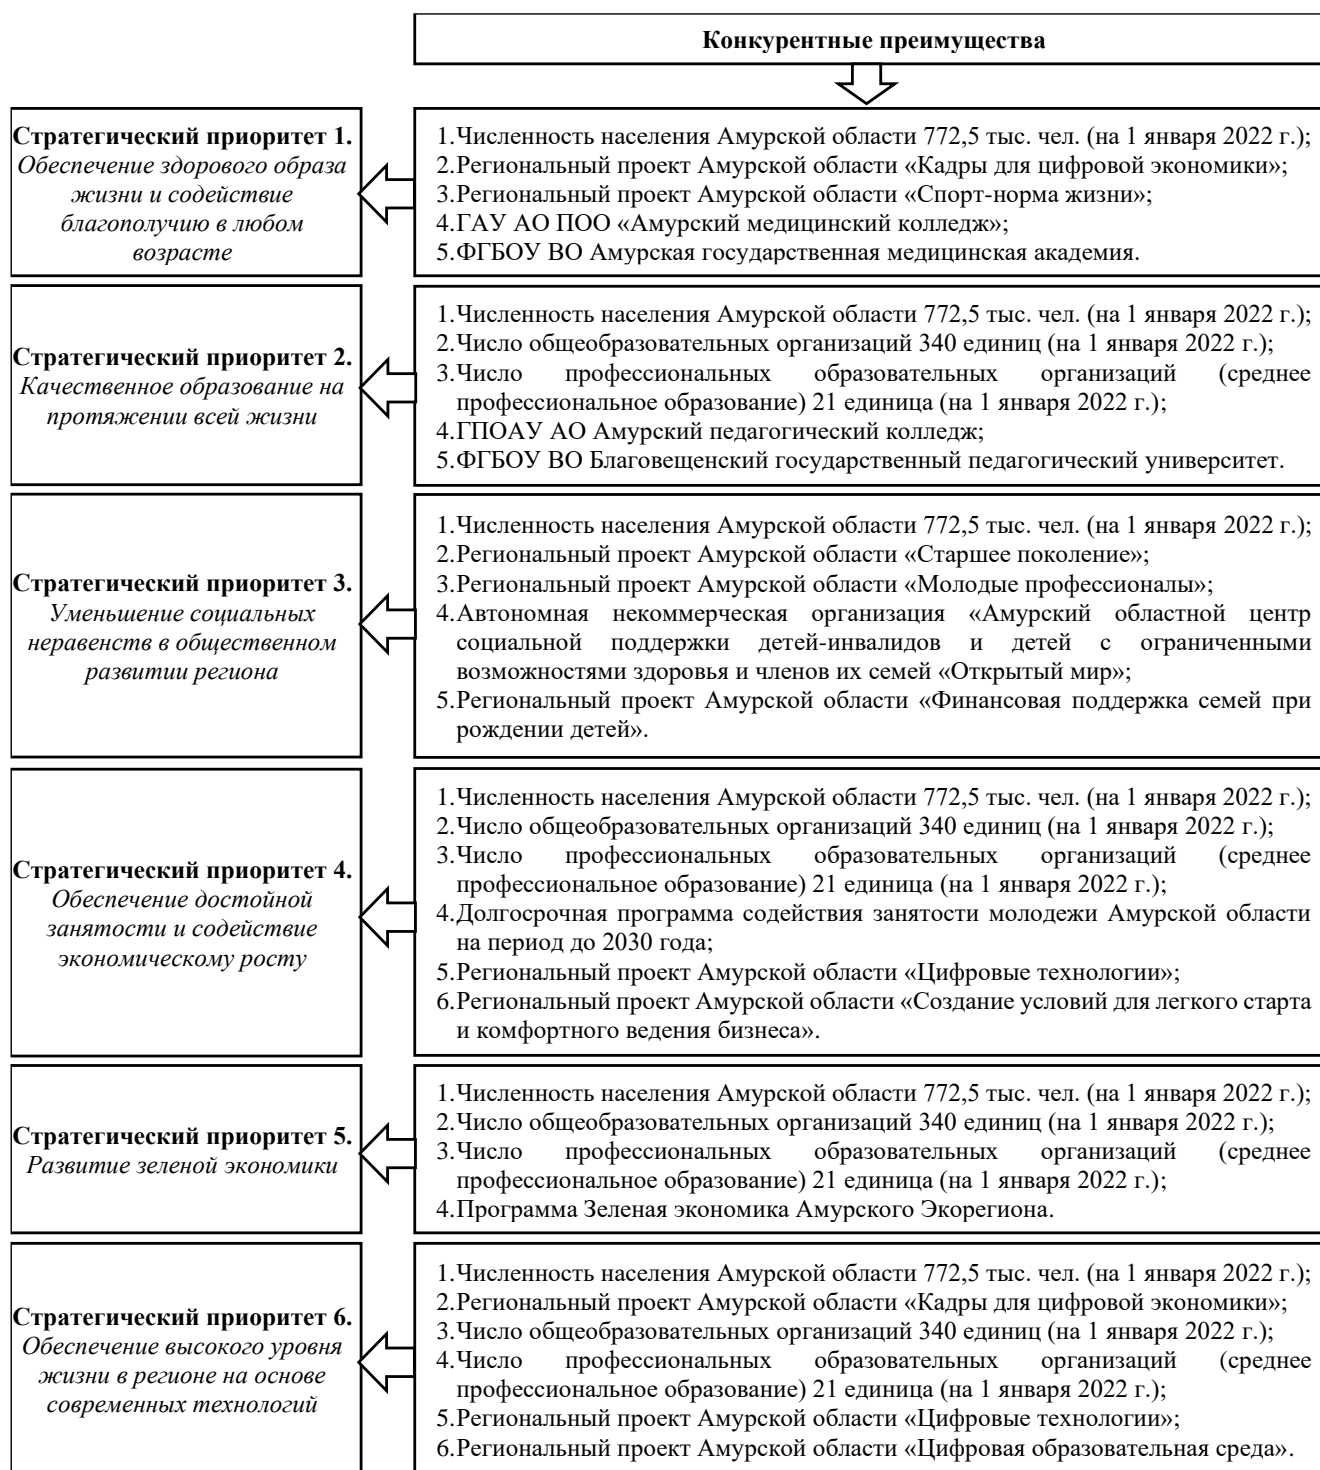 Конкурентные преимущества
Стратегический приоритет 1.
Обеспечение здорового образа
жизни и содействие
благополучию в любом
возрасте
1.Численность населения Амурской области 772,5 тыс. чел. (на 1 января 2022 г.);
2.Региональный проект Амурской области «Кадры для цифровой экономики»;
3.Региональный проект Амурской области «Спорт-норма жизни»;
4.ГАУ АО ПОО «Амурский медицинский колледж»;
5.ФГБОУ ВО Амурская государственная медицинская академия.
Стратегический приоритет 2.
Качественное образование на
протяжении всей жизни
1.Численность населения Амурской области 772,5 тыс. чел. (на 1 января 2022 г.);
2.Число общеобразовательных организаций 340 единиц (на 1 января 2022 г.);
3.Число профессиональных образовательных организаций (среднее
профессиональное образование) 21 единица (на 1 января 2022 г.);
4.ГПОАУ АО Амурский педагогический колледж;
5.ФГБОУ ВО Благовещенский государственный педагогический университет.
Стратегический приоритет 3.
Уменьшение социальных
неравенств в общественном
развитии региона
1.Численность населения Амурской области 772,5 тыс. чел. (на 1 января 2022 г.);
2.Региональный проект Амурской области «Старшее поколение»;
3.Региональный проект Амурской области «Молодые профессионалы»;
4.Автономная некоммерческая организация «Амурский областной центр
социальной поддержки детей-инвалидов и детей с ограниченными
возможностями здоровья и членов их семей «Открытый мир»;
5.Региональный проект Амурской области «Финансовая поддержка семей при
рождении детей».
Стратегический приоритет 4.
Обеспечение достойной
занятости и содействие
экономическому росту
1.Численность населения Амурской области 772,5 тыс. чел. (на 1 января 2022 г.);
2.Число общеобразовательных организаций 340 единиц (на 1 января 2022 г.);
3.Число профессиональных образовательных организаций (среднее
профессиональное образование) 21 единица (на 1 января 2022 г.);
4.Долгосрочная программа содействия занятости молодежи Амурской области
на период до 2030 года;
5.Региональный проект Амурской области «Цифровые технологии»;
6.Региональный проект Амурской области «Создание условий для легкого старта
и комфортного ведения бизнеса».
Стратегический приоритет 5.
Развитие зеленой экономики
1.Численность населения Амурской области 772,5 тыс. чел. (на 1 января 2022 г.);
2.Число общеобразовательных организаций 340 единиц (на 1 января 2022 г.);
3.Число профессиональных образовательных организаций (среднее
профессиональное образование) 21 единица (на 1 января 2022 г.);
4.Программа Зеленая экономика Амурского Экорегиона.
Стратегический приоритет 6.
Обеспечение высокого уровня
жизни в регионе на основе
современных технологий
1.Численность населения Амурской области 772,5 тыс. чел. (на 1 января 2022 г.);
2.Региональный проект Амурской области «Кадры для цифровой экономики»;
3.Число общеобразовательных организаций 340 единиц (на 1 января 2022 г.);
4.Число профессиональных образовательных организаций (среднее
профессиональное образование) 21 единица (на 1 января 2022 г.);
5.Региональный проект Амурской области «Цифровые технологии»;
6.Региональный проект Амурской области «Цифровая образовательная среда».